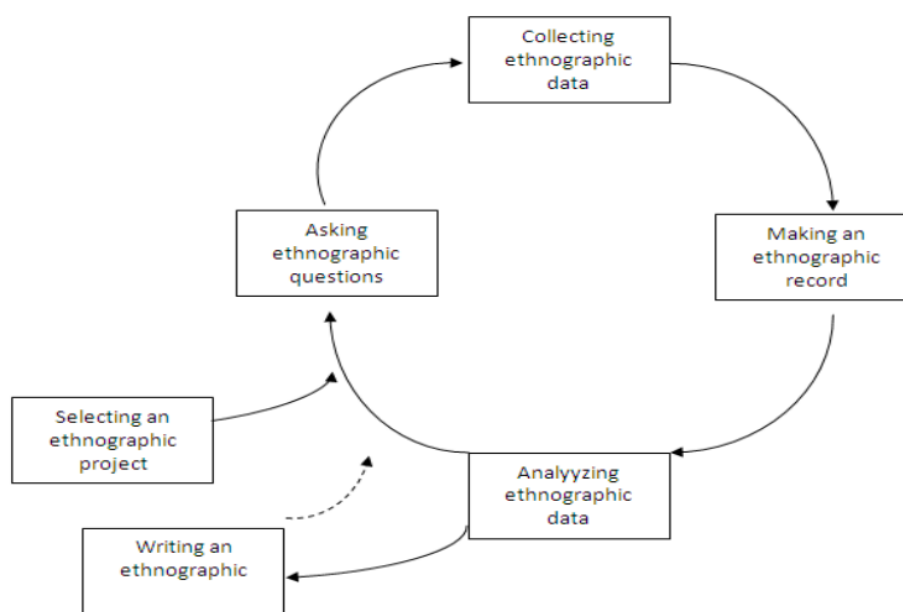 Collecting
ethnographic
data
Asking
ethnographic
questions
Making an
ethnographic
record
Selecting an
ethnographic
project
Analyyzing
ethnographic
data
Writing an
ethnographic